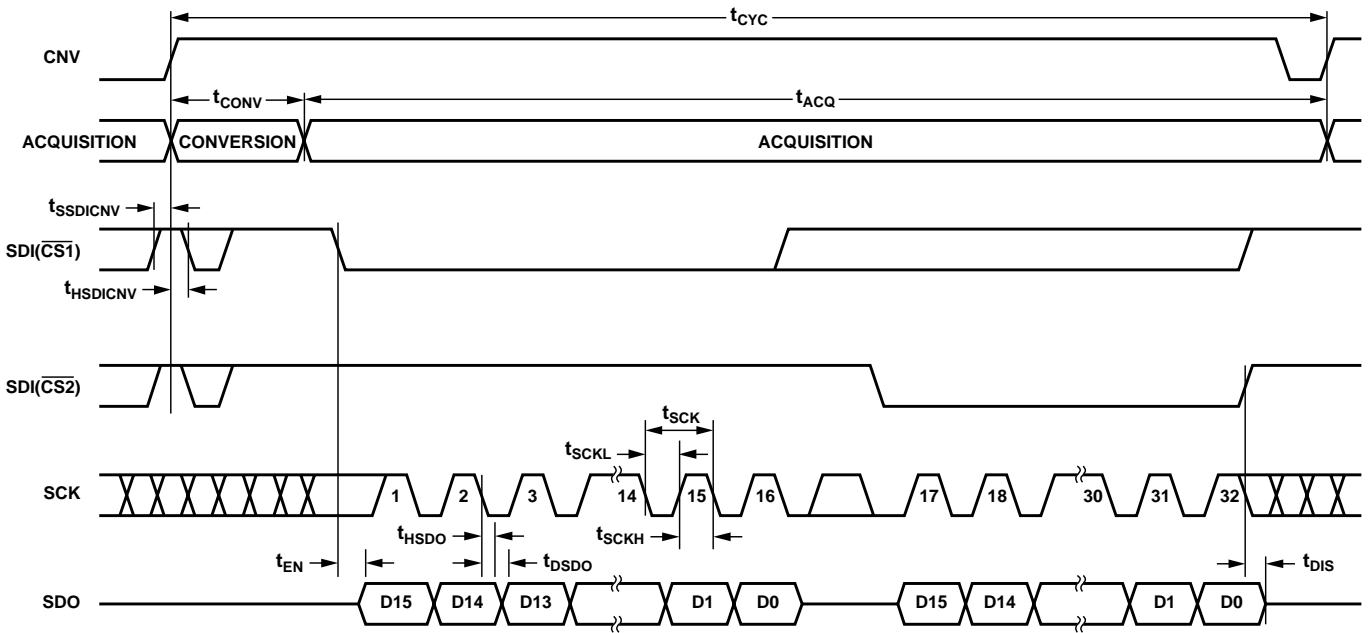 tCYC
CNV
tCONV
tACQ
ACQUISITION CONVERSION ACQUISITION
tSSDICNV
SDI(CS1)
tHSDICNV
SDI(CS2)
tSCK
tSCKL
SCK 1 2 3 14 15 16 17 18 30 31 32
tHSDO
tSCKH
tEN
tDSDO
tDIS
SDO D15 D14 D13 D1 D0 D15 D14 D1 D0